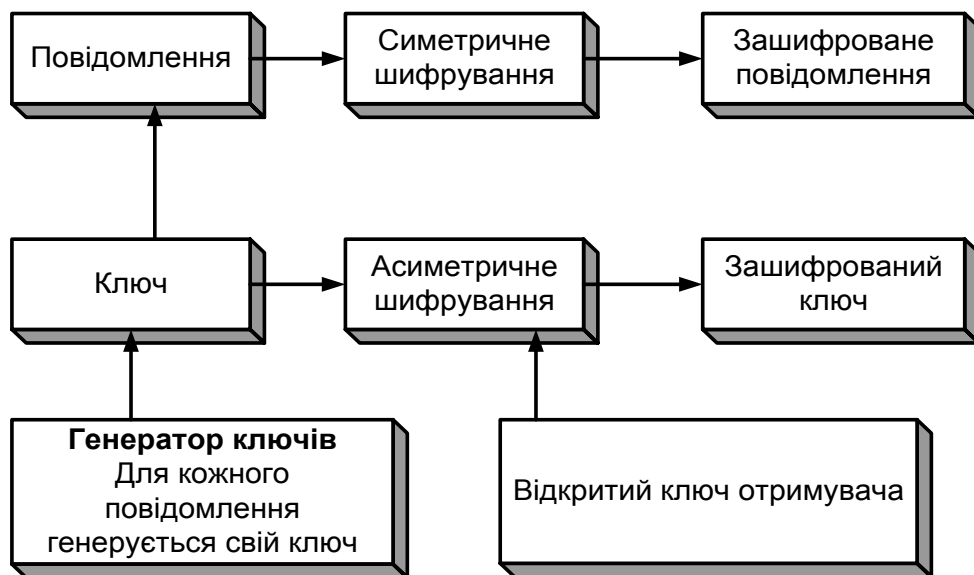 Повідомлення
Симетричне
шифрування
Зашифроване
повідомлення
Ключ
Асиметричне
шифрування
Зашифрований
ключ
Генератор ключів
Для кожного
повідомлення
генерується свій ключ
Відкритий ключ отримувача